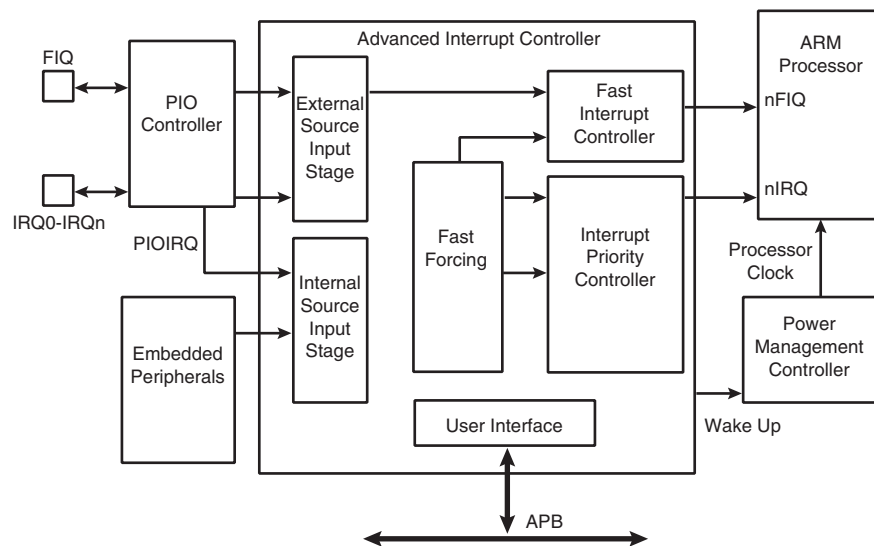 Advanced Interrupt Controller
FIQ
PIO
Controller
IRQ0-IRQn
PIOIRQ
Embedded
Peripherals
External
Source
Input
Stage
Internal
Source
Input
Stage
Fast
Forcing
Fast
Interrupt
Controller
Interrupt
Priority
Controller
User Interface
APB
ARM
Processor
nFIQ
nIRQ
Processor
Clock
Power
Management
Controller
Wake Up